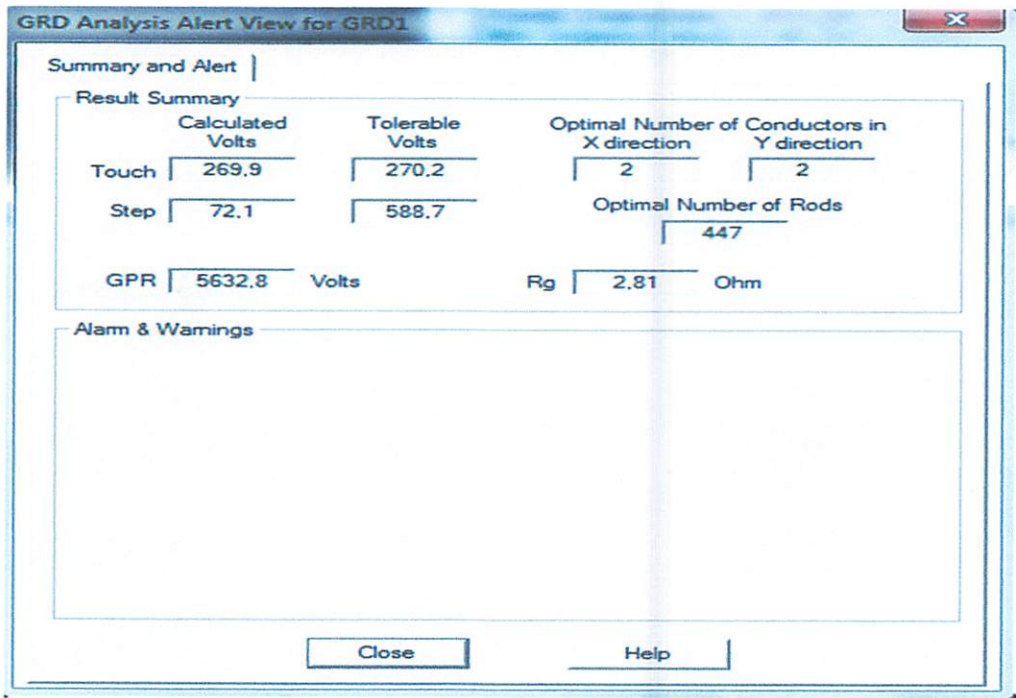 GRD Analysis Alert View for GRD1
Summary and Alert
Result Summary
Calculated Volts
Tolerable Volts
Optimal Number of Conductors in
X direction
Y direction
Touch 269.9 270.2 2 2
Step 72.1 588.7
Optimal Number of Rods
447
GPR 5632.8 Volts
Rg 2.81 Ohm
Alarm & Warnings
Close
Help